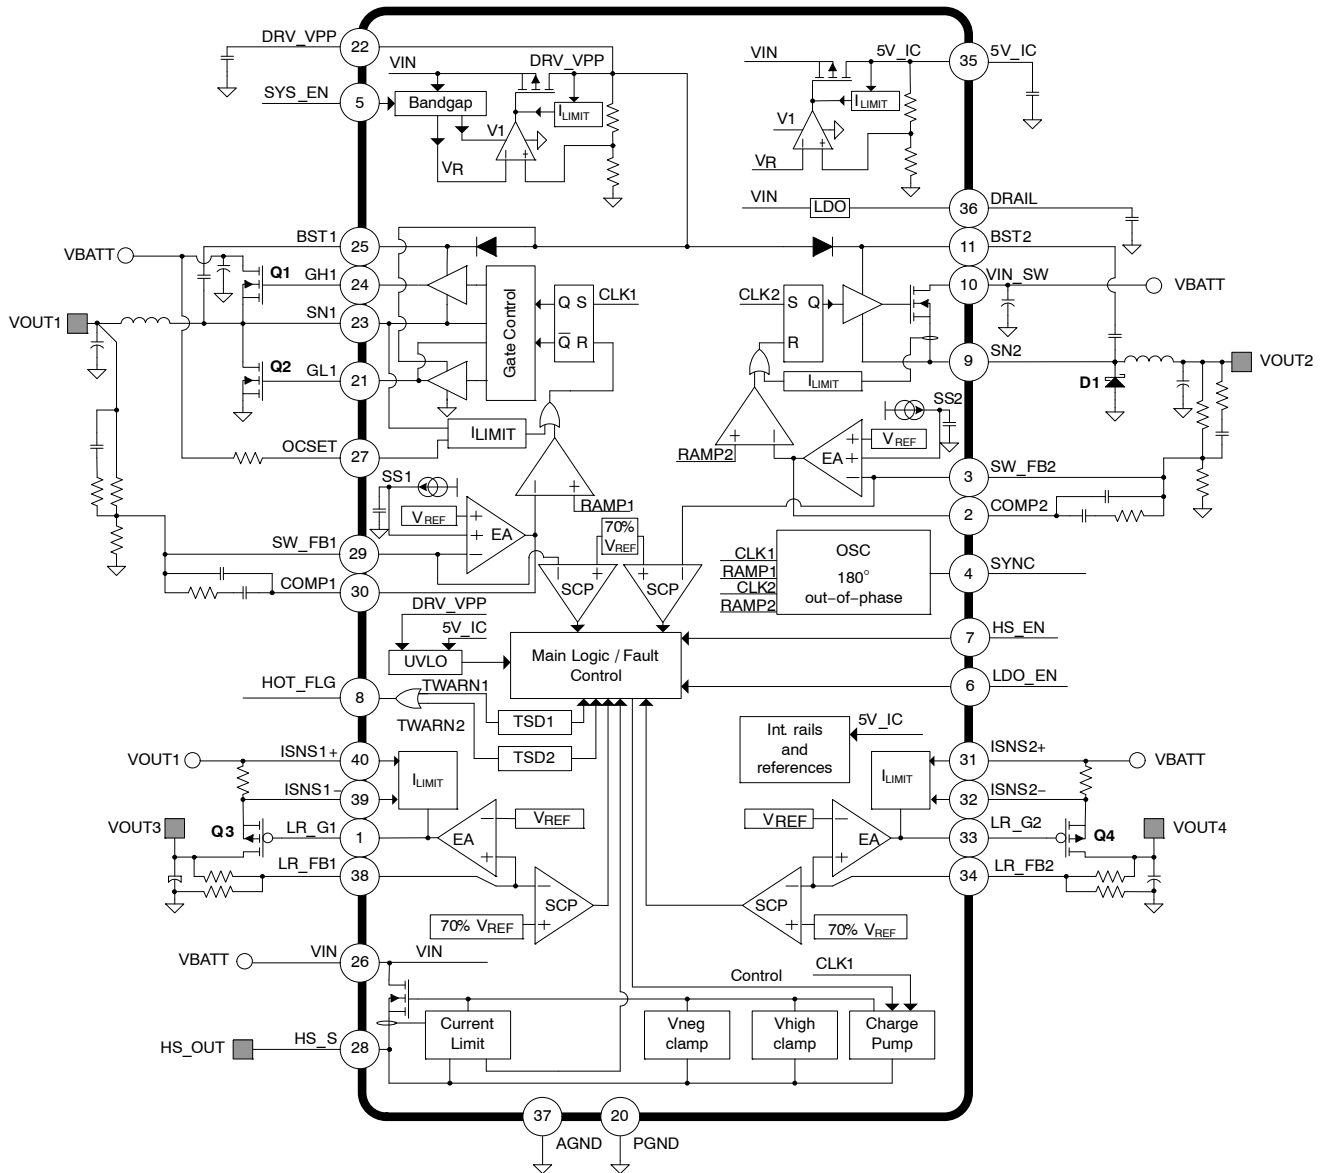 DRV_VPP
22
VIN
DRV_VPP
SYS_EN
5
Bandgap
V1
ILIMIT
VR
VIN
5V_IC
35
5V_IC
ILIMIT
V1
VR
VIN
LDO
36
DRAIL
BST1
25
11
BST2
VBATT
Q1
GH1
24
10
VIN_SW
VBATT
SN1
23
VOUT1
Q2
GL1
21
Gate Control
Q S
Q̅ R
CLK1
CLK2
S Q
R
ILIMIT
9
SN2
VOUT2
D1
OCSET
27
ILIMIT
RAMP1
SS1
VREF
+
+
−
EA
− +
SS2
VREF
+
EA +
−
RAMP2
+ −
3
SW_FB2
2
COMP2
SW_FB1
29
COMP1
30
70%
VREF
− +
SCP
+ −
SCP
CLK1
RAMP1
CLK2
RAMP2
OSC
180°
out−of−phase
4
SYNC
DRV_VPP
5V_IC
UVLO
Main Logic / Fault
Control
7
HS_EN
6
LDO_EN
HOT_FLG
8
TWARN1
TWARN2
TSD1
TSD2
Int. rails
and
references
5V_IC
VOUT1
ISNS1+
40
ILIMIT
ISNS1−
39
ILIMIT
31
ISNS2+
VBATT
32
ISNS2−
VOUT3
Q3
LR_G1
1
EA
−
+
VREF
LR_FB1
38
−
SCP
+
70% VREF
VREF
−
EA
+
33
LR_G2
Q4
VOUT4
34
LR_FB2
−
SCP
+
70% VREF
VBATT
VIN
26
VIN
Control
CLK1
HS_OUT
HS_S
28
Current
Limit
Vneg
clamp
Vhigh
clamp
Charge
Pump
37
AGND
20
PGND